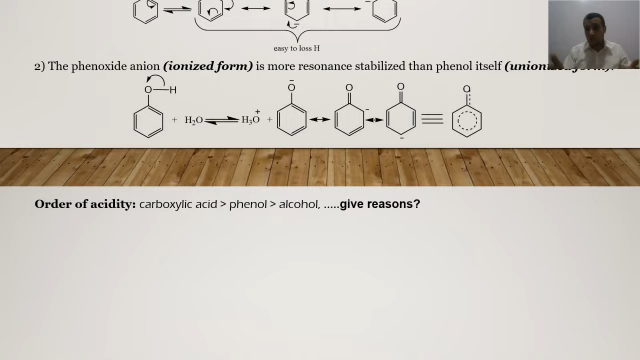 easy to loss H
2) The phenoxide anion (ionized form) is more resonance stabilized than phenol itself
O—H
+ H₂O ⇌ H₃O⁺ +
O⁻
O
O
O
Order of acidity: carboxylic acid > phenol > alcohol, .....give reasons?